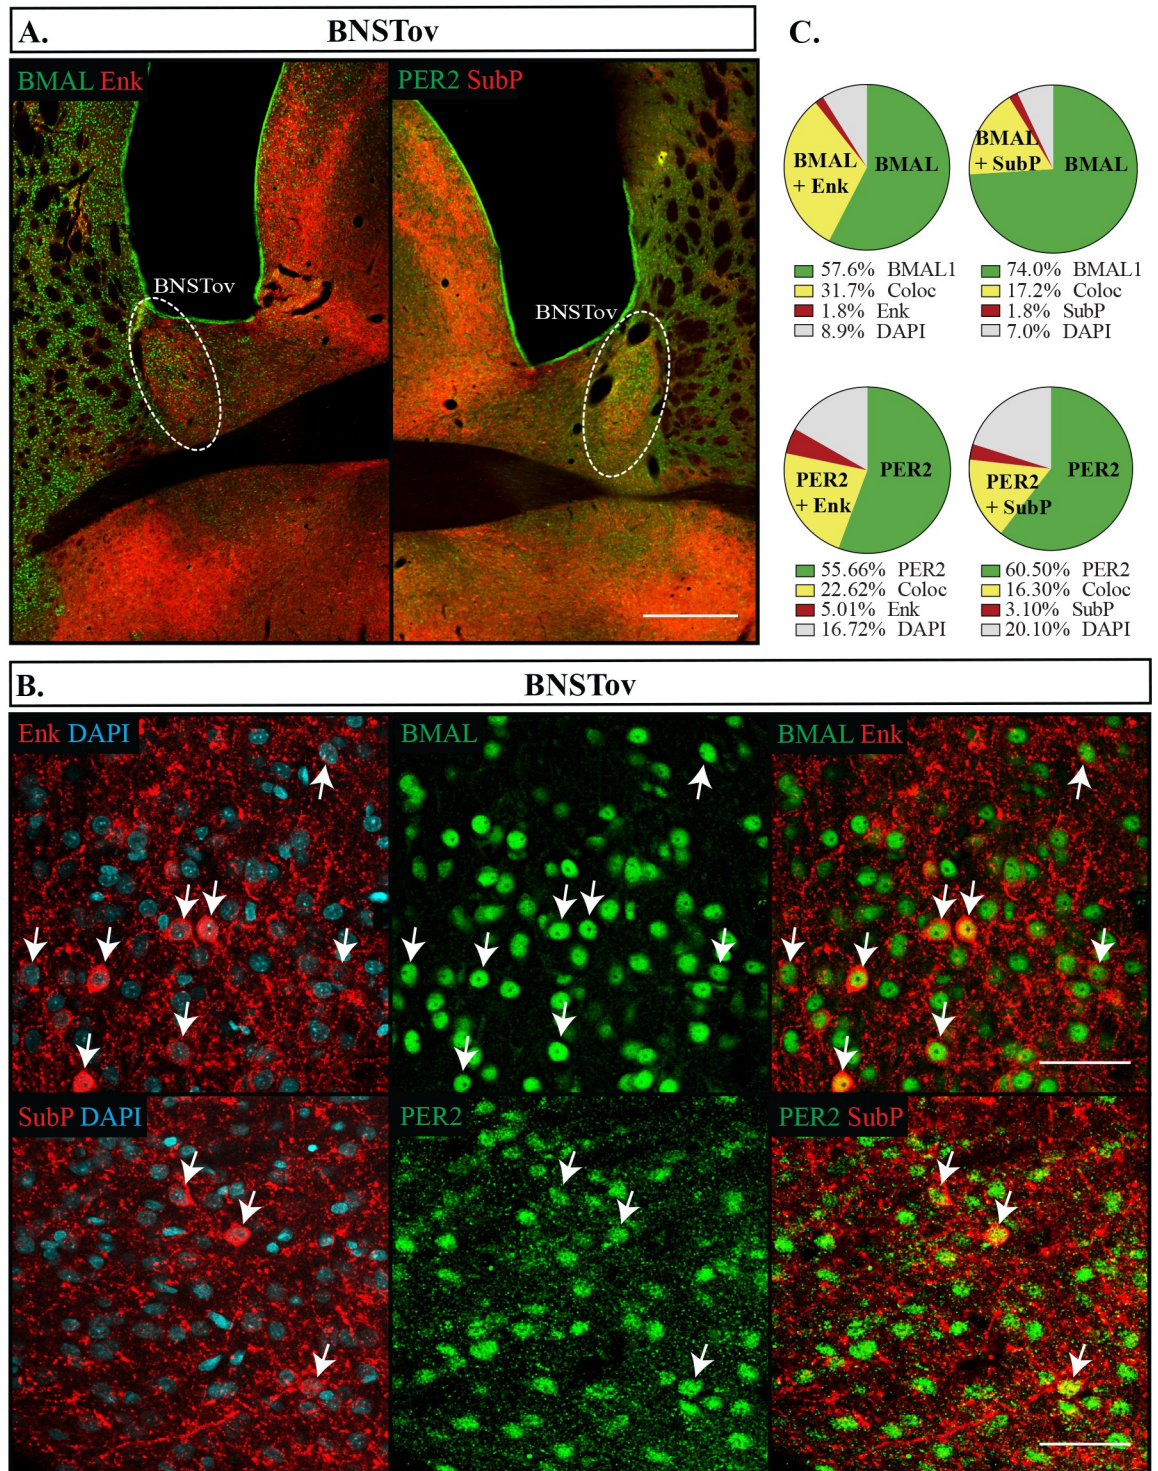 A.
BNSTov
BMAL Enk
PER2 SubP
BNSTov
BNSTov
C.
BMAL
+ Enk
BMAL
BMAL
+ SubP
BMAL
57.6% BMAL1
31.7% Coloc
1.8% Enk
8.9% DAPI
74.0% BMAL1
17.2% Coloc
1.8% SubP
7.0% DAPI
PER2
+ Enk
PER2
PER2
+ SubP
PER2
55.66% PER2
22.62% Coloc
5.01% Enk
16.72% DAPI
60.50% PER2
16.30% Coloc
3.10% SubP
20.10% DAPI
B.
BNSTov
Enk DAPI
BMAL
BMAL Enk
SubP DAPI
PER2
PER2 SubP